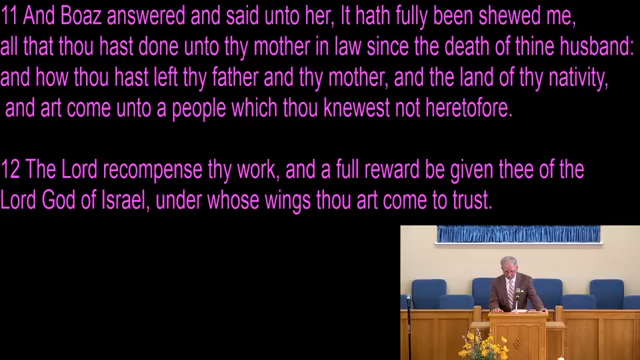 11 And Boaz answered and said unto her, It hath fully been shewed me,
all that thou hast done unto thy mother in law since the death of thine husband:
and how thou hast left thy father and thy mother, and the land of thy nativity,
and art come unto a people which thou knewest not heretofore.
12 The Lord recompense thy work, and a full reward be given thee of the
Lord God of Israel, under whose wings thou art come to trust.